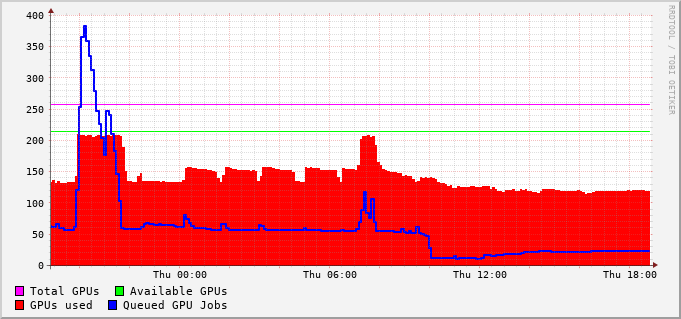 400
350
300
250
200
150
100
50
0
Thu 00:00 Thu 06:00 Thu 12:00 Thu 18:00
Total GPUs Available GPUs
GPUs used Queued GPU Jobs
RRDTOOL / TOBI OETIKER